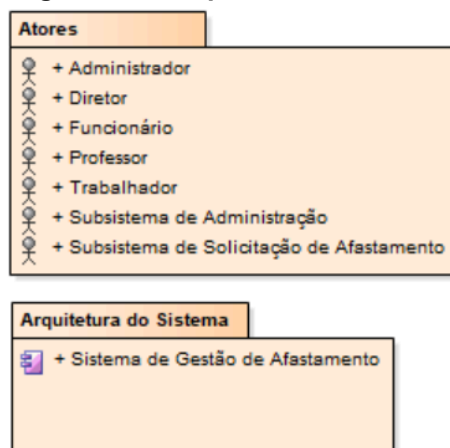 Atores
+ Administrador
+ Diretor
+ Funcionário
+ Professor
+ Trabalhador
+ Subsistema de Administração
+ Subsistema de Solicitação de Afastamento
Arquitetura do Sistema
+ Sistema de Gestão de Afastamento